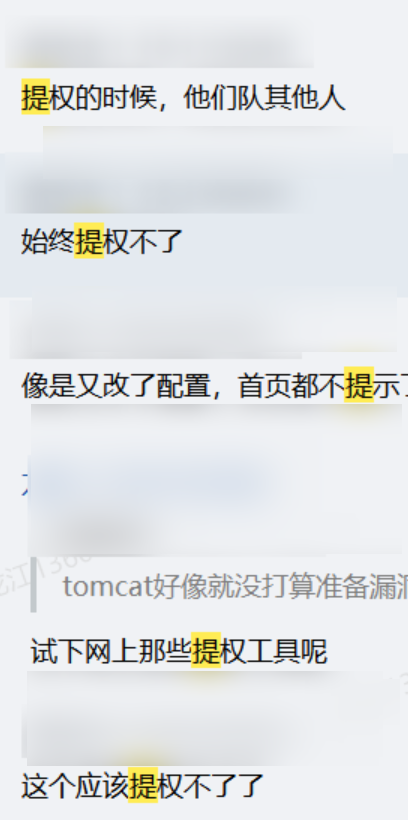 提权的时候，他们队其他人
始终提权不了
像是又改了配置，首页都不提示了
tomcat好像就没打算准备漏洞
试下网上那些提权工具呢
这个应该提权不了了